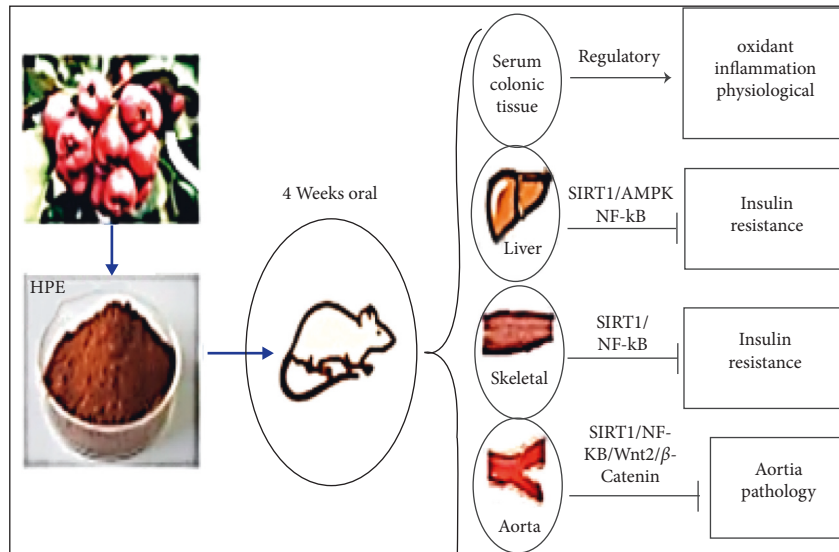 HPE
4 Weeks oral
Serum
colonic
tissue
Regulatory
oxidant
inflammation
physiological
Liver
SIRT1/AMPK
NF-kB
Insulin
resistance
Skeletal
SIRT1/
NF-kB
Insulin
resistance
Aorta
SIRT1/NF-
KB/Wnt2/β-
Catenin
Aortia
pathology